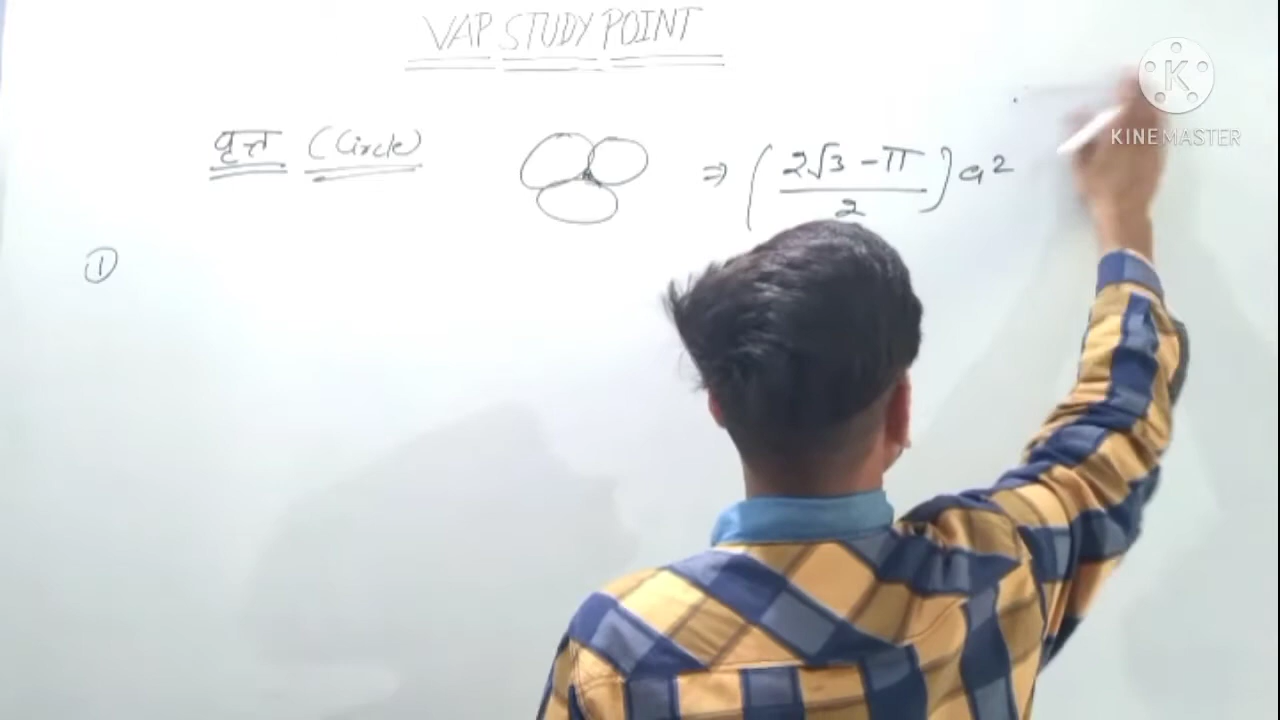 VAP STUDY POINT
वृत्त (Circle)
⇒ (2√3 - π / 2) a²
①
K
KINEMASTER